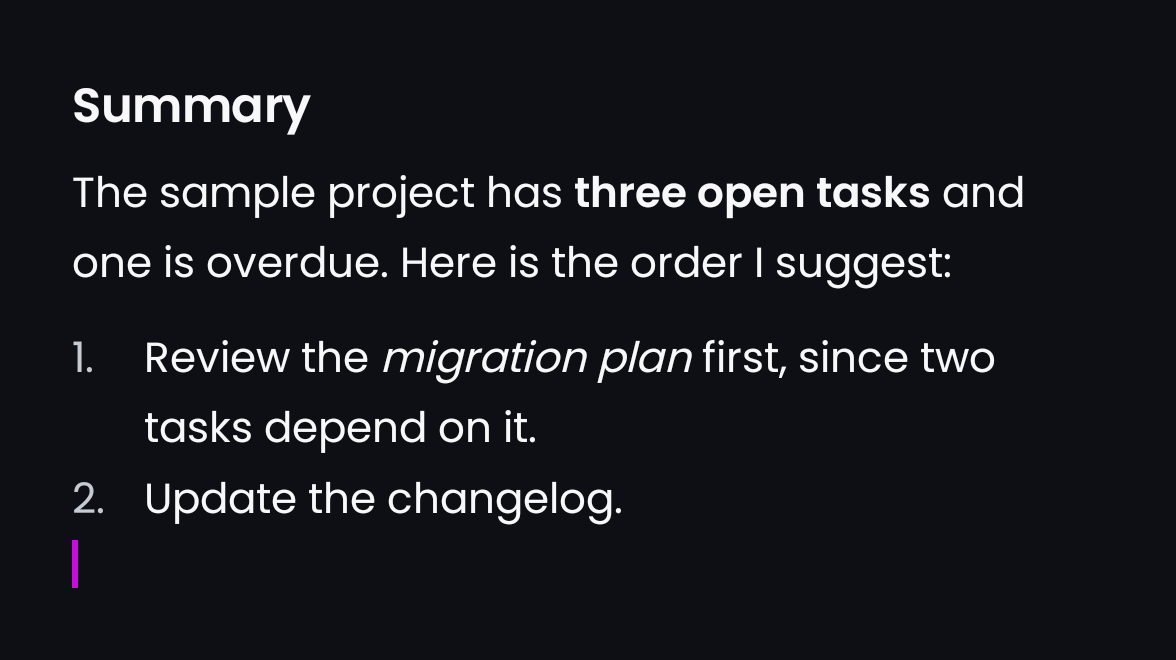 Summary
The sample project has three open tasks and
one is overdue. Here is the order I suggest:
1. Review the migration plan first, since two
tasks depend on it.
2. Update the changelog.